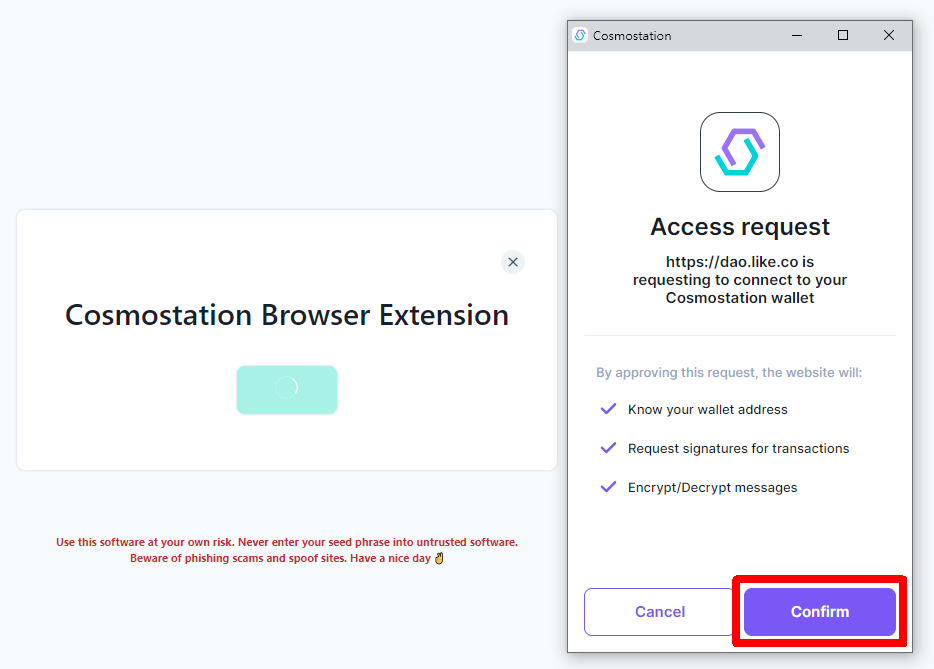 Cosmostation Browser Extension
Use this software at your own risk. Never enter your seed phrase into untrusted software.
Beware of phishing scams and spoof sites. Have a nice day ✌
Cosmostation
Access request
https://dao.like.co is
requesting to connect to your
Cosmostation wallet
By approving this request, the website will:
Know your wallet address
Request signatures for transactions
Encrypt/Decrypt messages
Cancel
Confirm